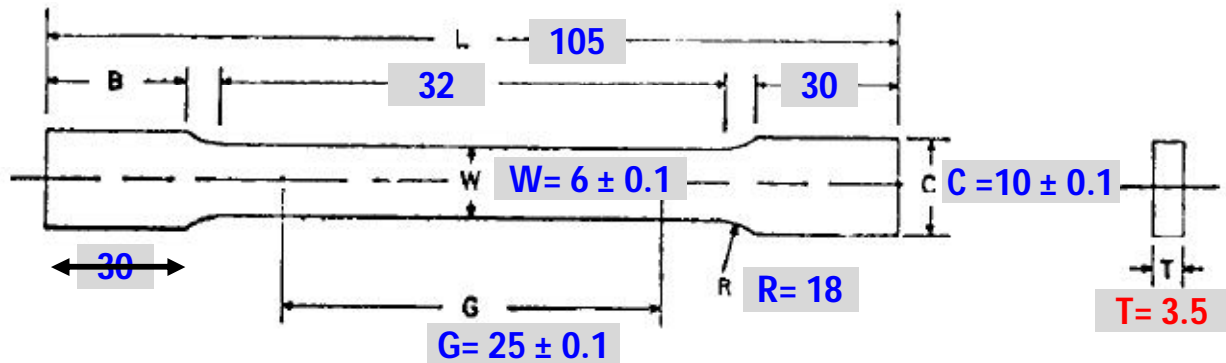 L 105
B 32 30
W W= 6 ± 0.1 C C =10 ± 0.1
30
R R= 18 T
G T= 3.5
G= 25 ± 0.1